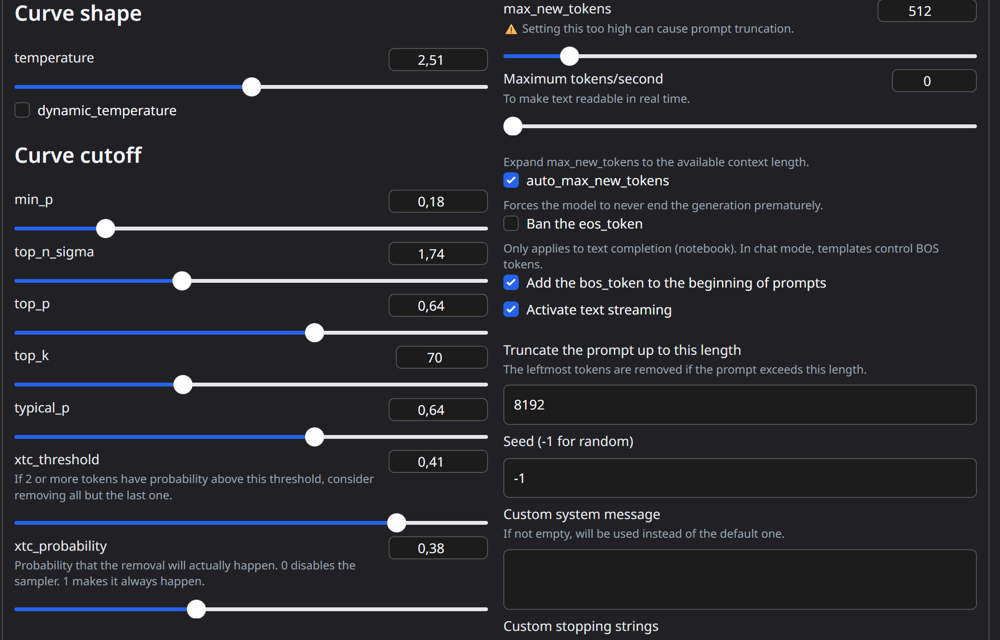 Curve shape
temperature
2,51
dynamic_temperature
Curve cutoff
min_p
0,18
top_n_sigma
1,74
top_p
0,64
top_k
70
typical_p
0,64
xtc_threshold
0,41
If 2 or more tokens have probability above this threshold, consider
removing all but the last one.
xtc_probability
0,38
Probability that the removal will actually happen. 0 disables the
sampler. 1 makes it always happen.
max_new_tokens
512
⚠ Setting this too high can cause prompt truncation.
Maximum tokens/second
0
To make text readable in real time.
Expand max_new_tokens to the available context length.
auto_max_new_tokens
Forces the model to never end the generation prematurely.
Ban the eos_token
Only applies to text completion (notebook). In chat mode, templates control BOS
tokens.
Add the bos_token to the beginning of prompts
Activate text streaming
Truncate the prompt up to this length
The leftmost tokens are removed if the prompt exceeds this length.
8192
Seed (-1 for random)
-1
Custom system message
If not empty, will be used instead of the default one.
Custom stopping strings